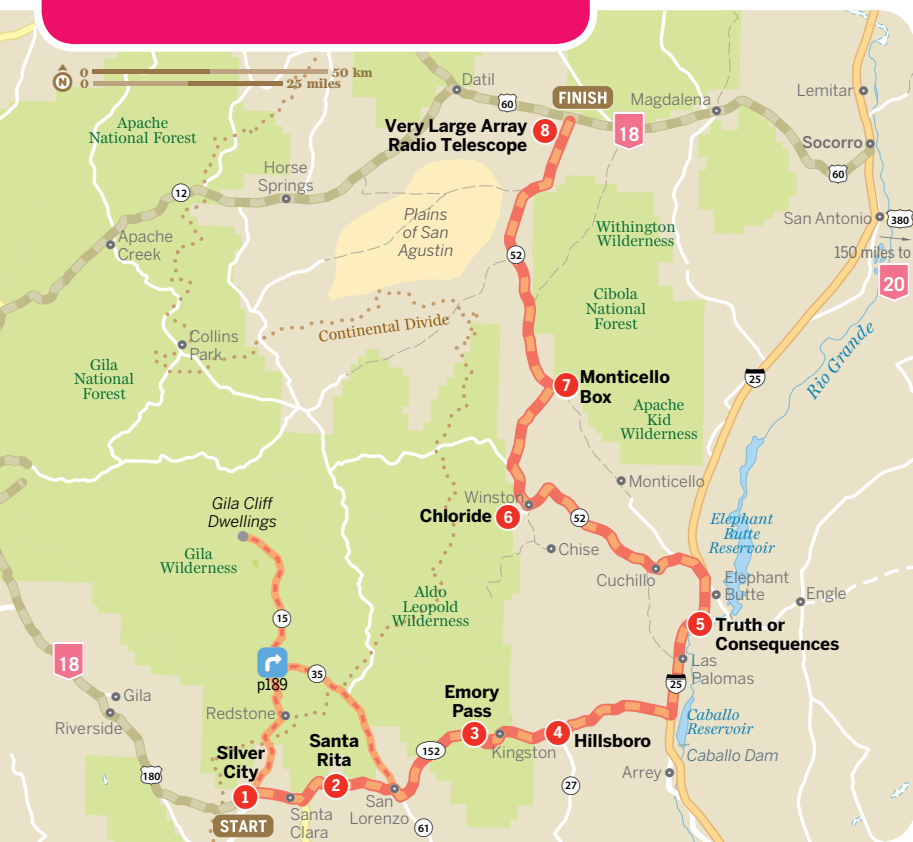 N
0
50 km
0
25 miles
Datil
60
FINISH
Magdalena
Lemitar
Apache
National Forest
Very Large Array
Radio Telescope
8
18
Socorro
60
Horse
Springs
12
Plains
of San
Agustin
Withington
Wilderness
San Antonio
380
150 miles to
20
Apache
Creek
52
Cibola
National
Forest
Continental Divide
Collins
Park
Rio Grande
Gila
National
Forest
25
7
Monticello
Box
Apache
Kid
Wilderness
Monticello
Winston
Chloride
6
52
Gila Cliff
Dwellings
Elephant
Butte
Reservoir
Chise
Gila
Wilderness
Cuchillo
Elephant
Butte
Engle
Aldo
Leopold
Wilderness
15
5
Truth or
Consequences
18
35
p189
Las
Palomas
25
Gila
Riverside
Redstone
Emory
Pass
3
Kingston
4
Hillsboro
Caballo
Reservoir
Caballo Dam
Silver
City
Santa
Rita
152
180
1
2
Arrey
27
START
Santa
Clara
San
Lorenzo
61